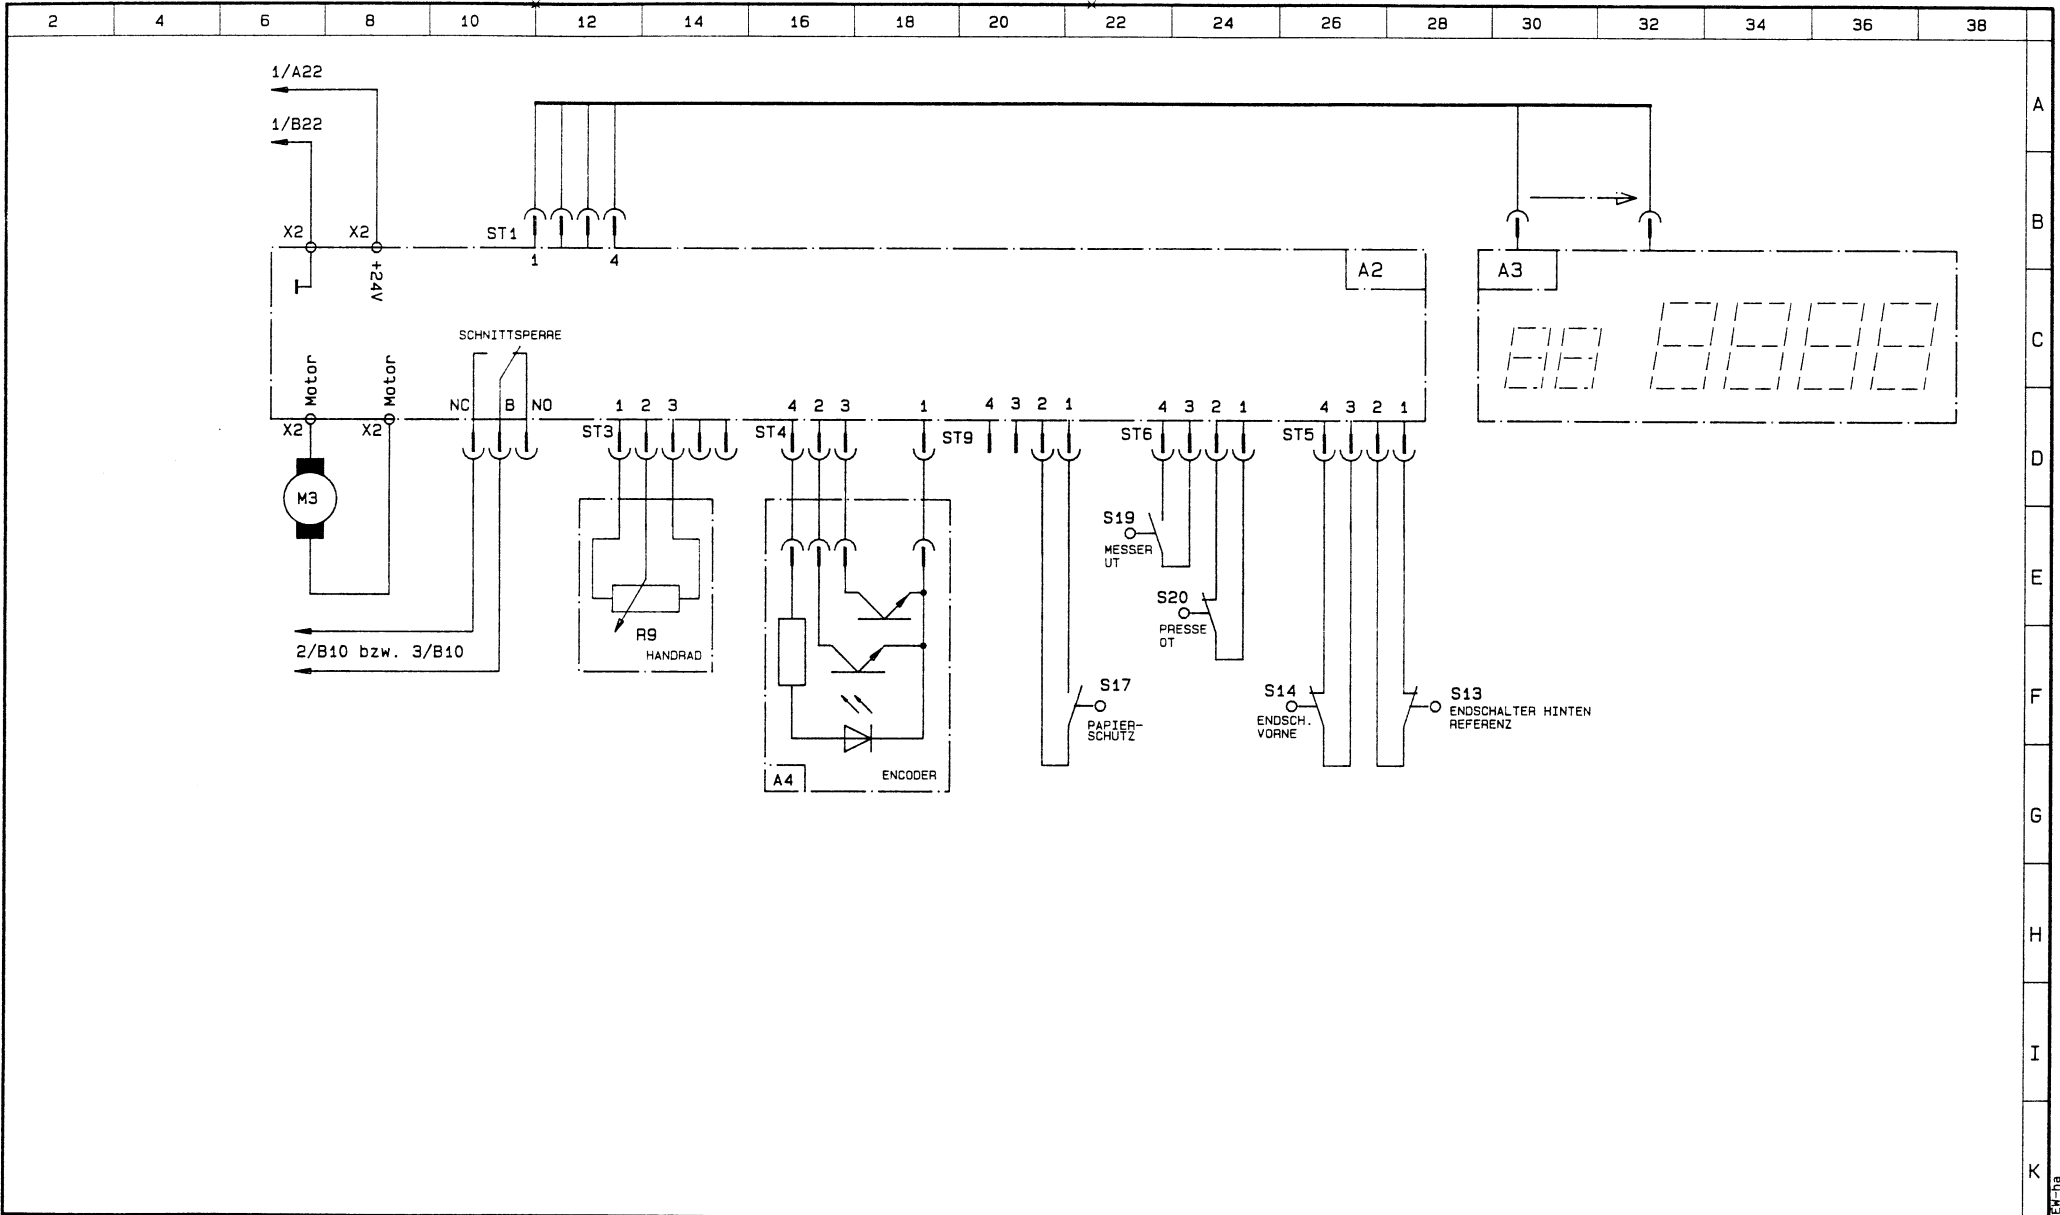 2 4 6 8 10 12 14 16 18 20 22 24 26 28 30 32 34 36 38
A
B
C
D
E
F
G
H
I
K
1/A22
1/B22
X2 X2 ST1
1 4
+24V
A2
A3
SCHNITTSPERRE
Motor Motor
NC B NO
1 2 3
4 2 3 1
4 3 2 1
4 3 2 1
4 3 2 1
X2 X2
ST3
ST4
ST9
ST6
ST5
M3
2/B10 bzw. 3/B10
R9
HANDRAD
A4
ENCODER
S17
PAPIER-
SCHUTZ
S19
MESSER
UT
S20
PRESSE
OT
S14
ENDSCH.
VORNE
S13
ENDSCHALTER HINTEN
REFERENZ
EW-ha